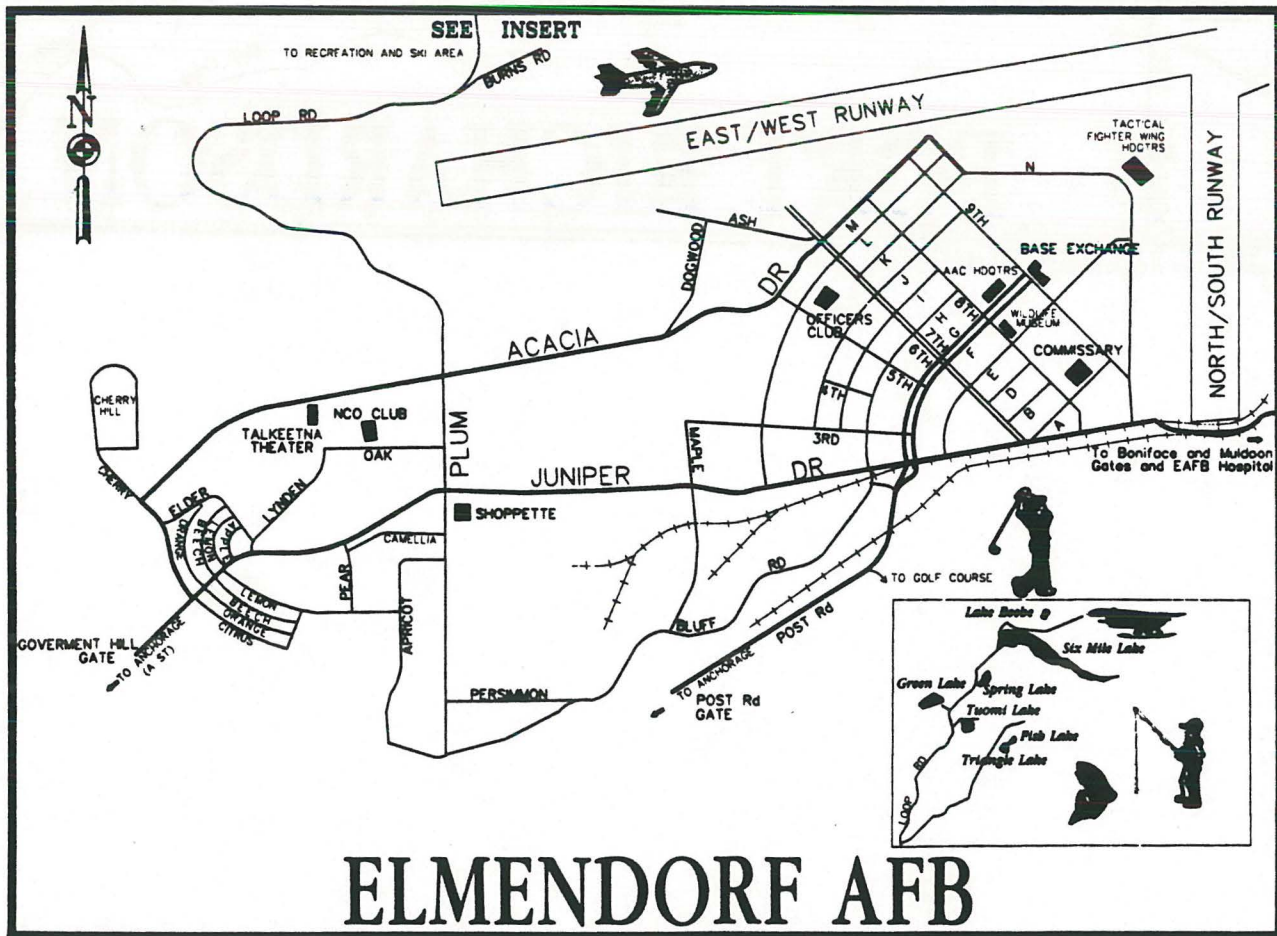 SEE INSERT
TO RECREATION AND SKI AREA
BURNS RD
N
LOOP RD
EAST/WEST RUNWAY
TACTICAL
FIGHTER WING
HDQTRS
N
NORTH/SOUTH RUNWAY
ASH
DOGWOOD
M
L
K
J
I
H
G
F
E
D
B
A
9TH
8TH
7TH
6TH
5TH
4TH
3RD
BASE EXCHANGE
AAC HDQTRS
WILDLIFE
MUSEUM
COMMISSARY
OFFICERS
CLUB
ACACIA DR
CHERRY
HILL
NCO CLUB
TALKEETNA
THEATER
OAK
PLUM
MAPLE
JUNIPER DR
To Boniface and Muldoon
Gates and EAFB Hospital
CHERRY
ELDER
LYNDEN
ORANGE
BEECH
LEMON
APPLE
SHOPPETTE
CAMELLIA
PEAR
APRICOY
LEMON
BEECH
ORANGE
CITRUS
GOVERMENT HILL
GATE
TO ANCHORAGE
(A ST)
BLUFF RD
POST Rd
TO GOLF COURSE
PERSIMMON
TO ANCHORAGE
POST Rd
GATE
Lake Boobe
Six Mile Lake
Green Lake
Spring Lake
Tuomi Lake
Fish Lake
Triangle Lake
LOOP RD
ELMENDORF AFB